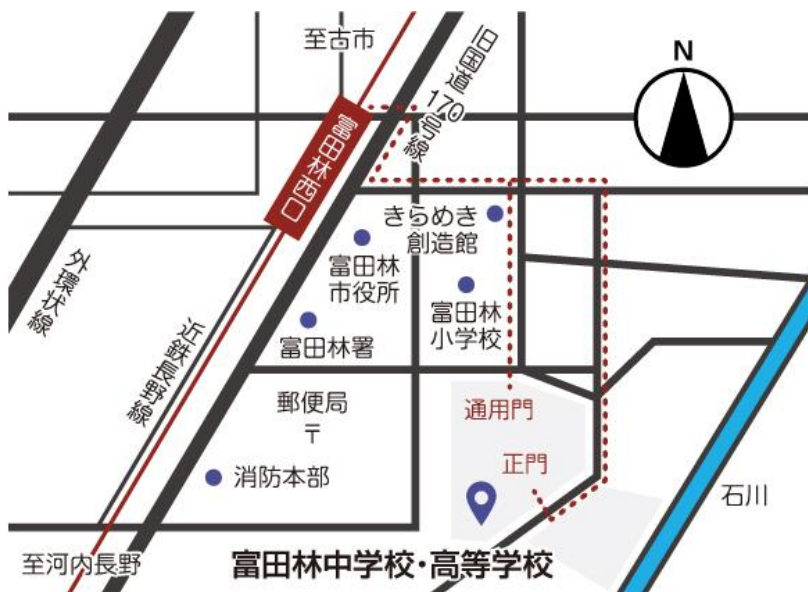 至古市
旧国道170号線
N
富田林西口
きらめき
創造館
富田林
市役所
富田林
小学校
外環状線
富田林署
近鉄長野線
郵便局
〒
通用門
正門
消防本部
石川
至河内長野
富田林中学校・高等学校